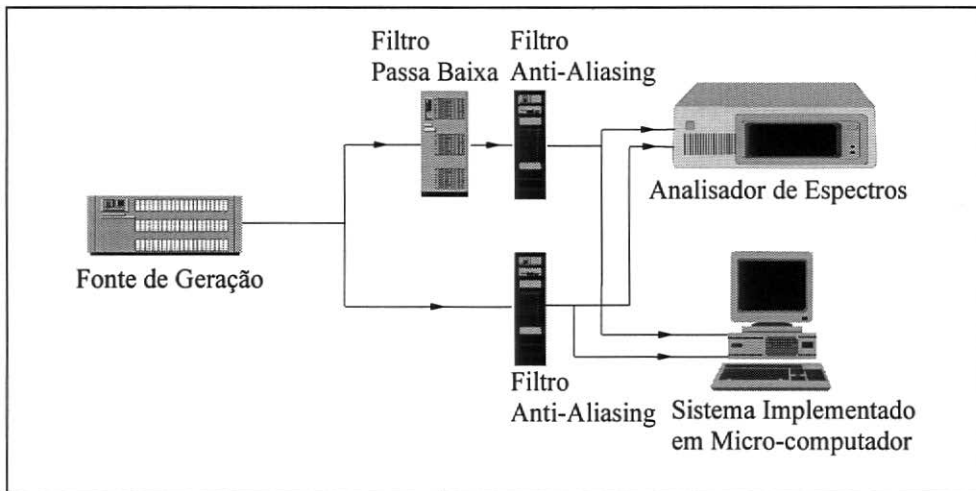 Filtro
Passa Baixa
Filtro
Anti-Aliasing
Analisador de Espectros
Fonte de Geração
Filtro
Anti-Aliasing
Sistema Implementado
em Micro-computador